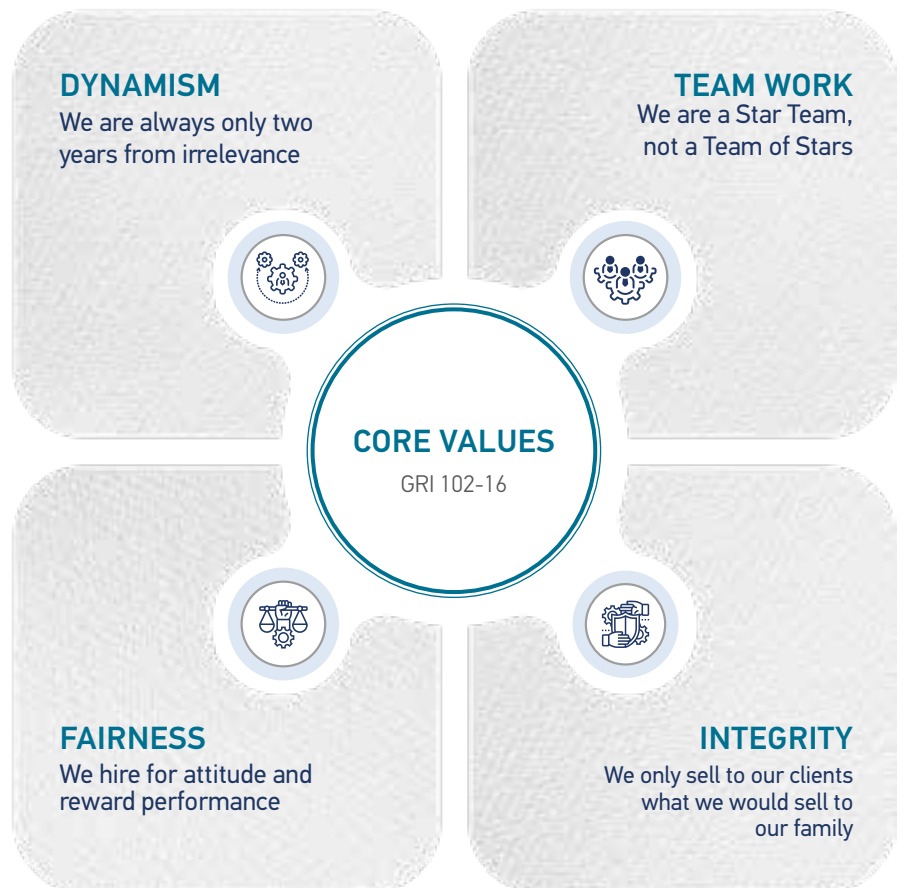 DYNAMISM
We are always only two
years from irrelevance
TEAM WORK
We are a Star Team,
not a Team of Stars
CORE VALUES
GRI 102-16
FAIRNESS
We hire for attitude and
reward performance
INTEGRITY
We only sell to our clients
what we would sell to
our family